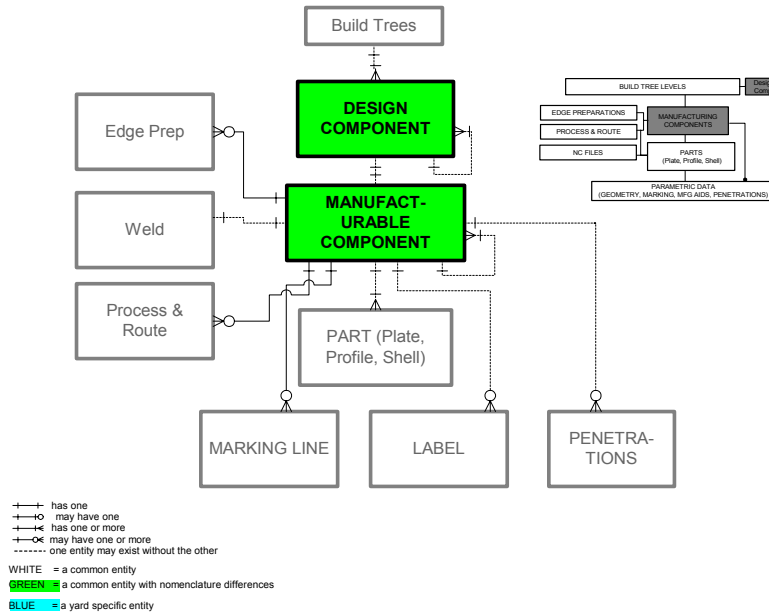 Build Trees
DESIGN
COMPONENT
Edge Prep
MANUFACT-
URABLE
COMPONENT
Weld
Process &
Route
PART (Plate,
Profile, Shell)
MARKING LINE
LABEL
PENETRA-
TIONS
BUILD TREE LEVELS
EDGE PREPARATIONS
MANUFACTURING
COMPONENTS
PROCESS & ROUTE
NC FILES
PARTS
(Plate, Profile, Shell)
PARAMETRIC DATA
(GEOMETRY, MARKING, MFG AIDS, PENETRATIONS)
has one
may have one
has one or more
may have one or more
one entity may exist without the other
WHITE = a common entity
GREEN = a common entity with nomenclature differences
BLUE = a yard specific entity